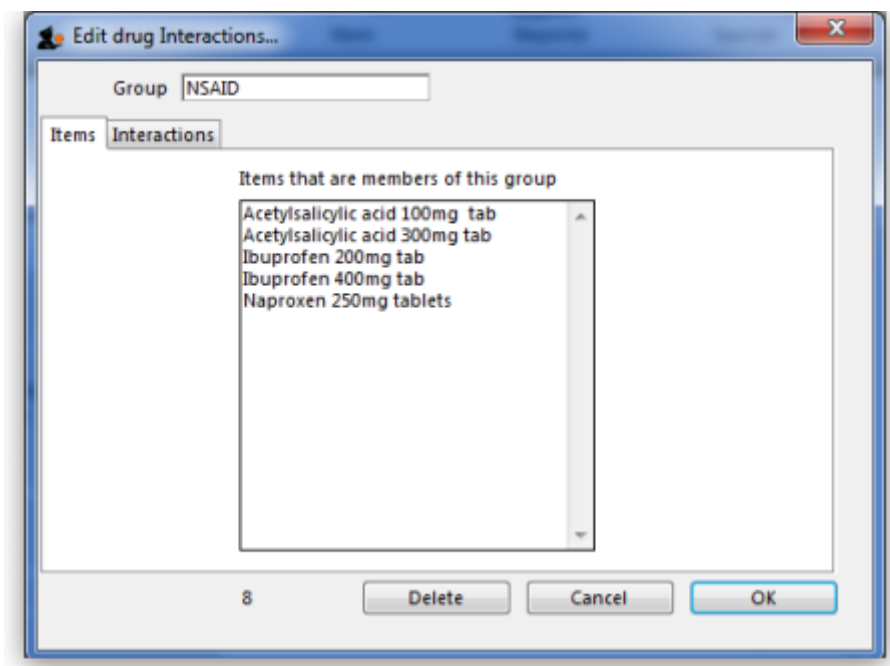 Edit drug Interactions...
Group NSAID
Items Interactions
Items that are members of this group
Acetylsalicylic acid 100mg  tab
Acetylsalicylic acid 300mg tab
Ibuprofen 200mg tab
Ibuprofen 400mg tab
Naproxen 250mg tablets
8 Delete Cancel OK